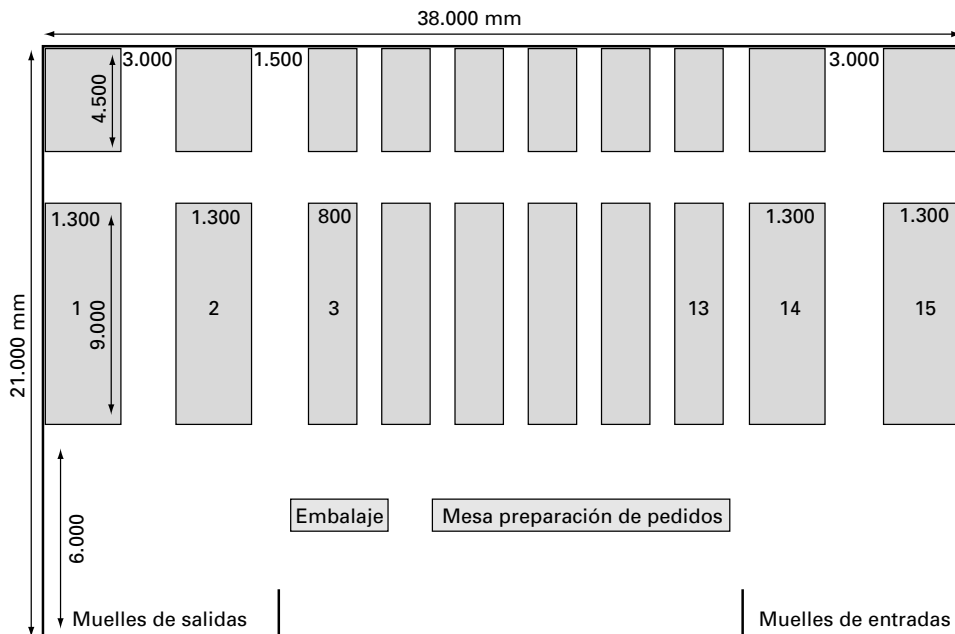 38.000 mm
3.000
1.500
3.000
4.500
1.300
1.300
800
1.300
1.300
9.000
1
2
3
13
14
15
21.000 mm
6.000
Embalaje
Mesa preparación de pedidos
Muelles de salidas
Muelles de entradas